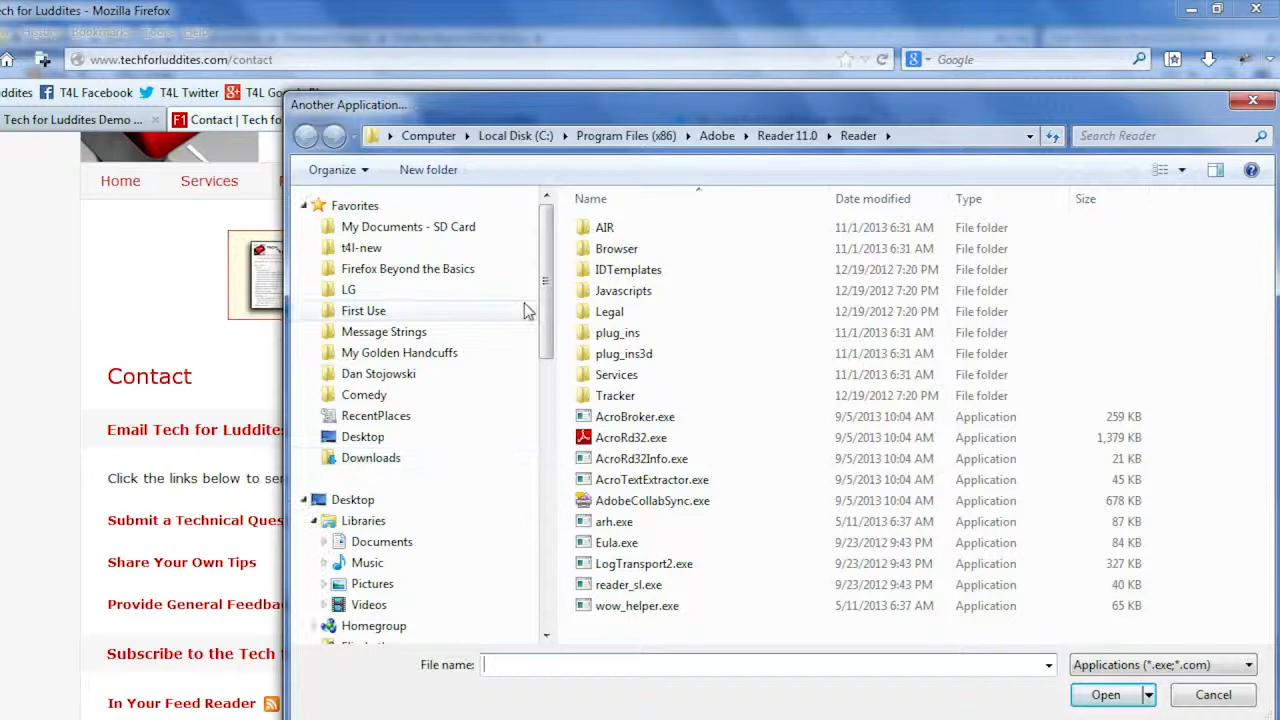 ech for Luddites - Mozilla Firefox
History Bookmarks Tools Help
www.techforluddites.com/contact
Google
ddites T4L Facebook T4L Twitter T4L Go
Another Application...
Tech for Luddites Demo ... Contact | Tech fo
Computer Local Disk (C:) Program Files (x86) Adobe Reader 11.0 Reader Search Reader
Organize New folder
Home Services
Name Date modified Type Size
Favorites
My Documents - SD Card
t4l-new
Firefox Beyond the Basics
LG
First Use
Message Strings
My Golden Handcuffs
Dan Stojowski
Comedy
RecentPlaces
Desktop
Downloads
Desktop
Libraries
Documents
Music
Pictures
Videos
Homegroup
AIR 11/1/2013 6:31 AM File folder
Browser 11/1/2013 6:31 AM File folder
IDTemplates 12/19/2012 7:20 PM File folder
Javascripts 12/19/2012 7:20 PM File folder
Legal 12/19/2012 7:20 PM File folder
plug_ins 11/1/2013 6:31 AM File folder
plug_ins3d 11/1/2013 6:31 AM File folder
Services 11/1/2013 6:31 AM File folder
Tracker 12/19/2012 7:20 PM File folder
AcroBroker.exe 9/5/2013 10:04 AM Application 259 KB
AcroRd32.exe 9/5/2013 10:04 AM Application 1,379 KB
AcroRd32Info.exe 9/5/2013 10:04 AM Application 21 KB
AcroTextExtractor.exe 9/5/2013 10:04 AM Application 45 KB
AdobeCollabSync.exe 9/5/2013 10:04 AM Application 678 KB
arh.exe 5/11/2013 6:37 AM Application 87 KB
Eula.exe 9/23/2012 9:43 PM Application 84 KB
LogTransport2.exe 9/23/2012 9:43 PM Application 327 KB
reader_sl.exe 9/23/2012 9:43 PM Application 40 KB
wow_helper.exe 5/11/2013 6:37 AM Application 65 KB
File name: Applications (*.exe;*.com)
Open Cancel
Contact
Email Tech for Luddites
Click the links below to se
Submit a Technical Ques
Share Your Own Tips
Provide General Feedba
Subscribe to the Tech
In Your Feed Reader